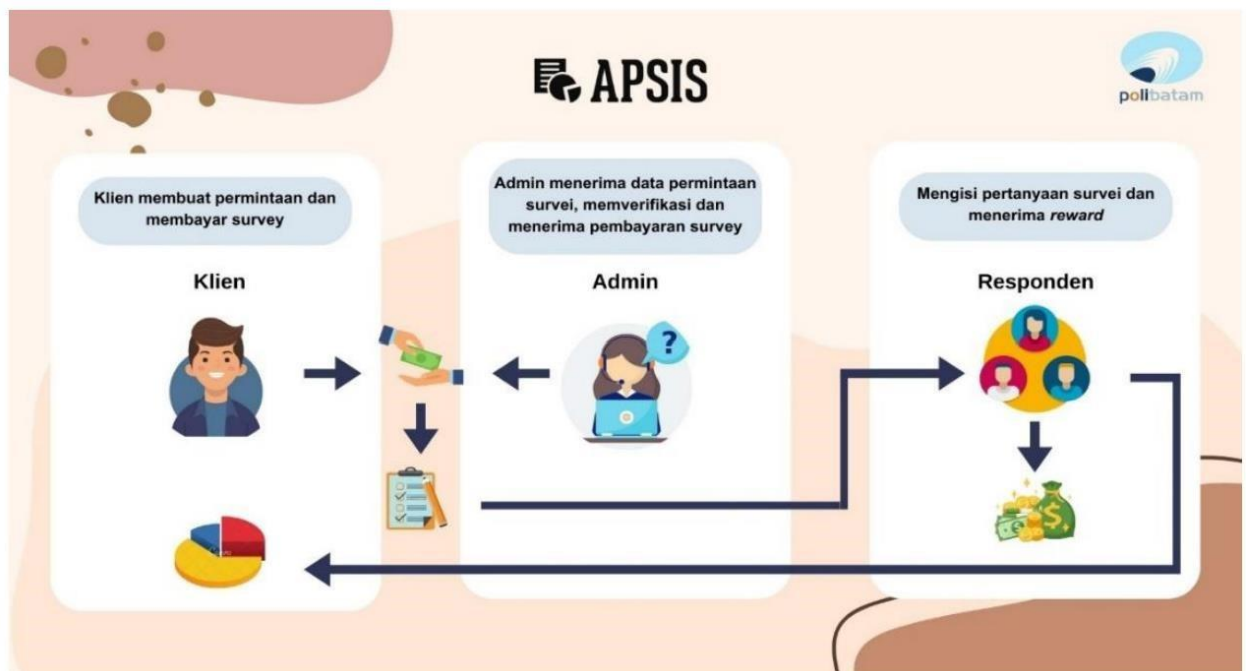 APSIS
polibatam
Klien membuat permintaan dan
membayar survey
Klien
Admin menerima data permintaan
survei, memverifikasi dan
menerima pembayaran survey
Admin
?
Mengisi pertanyaan survei dan
menerima reward
Responden
$